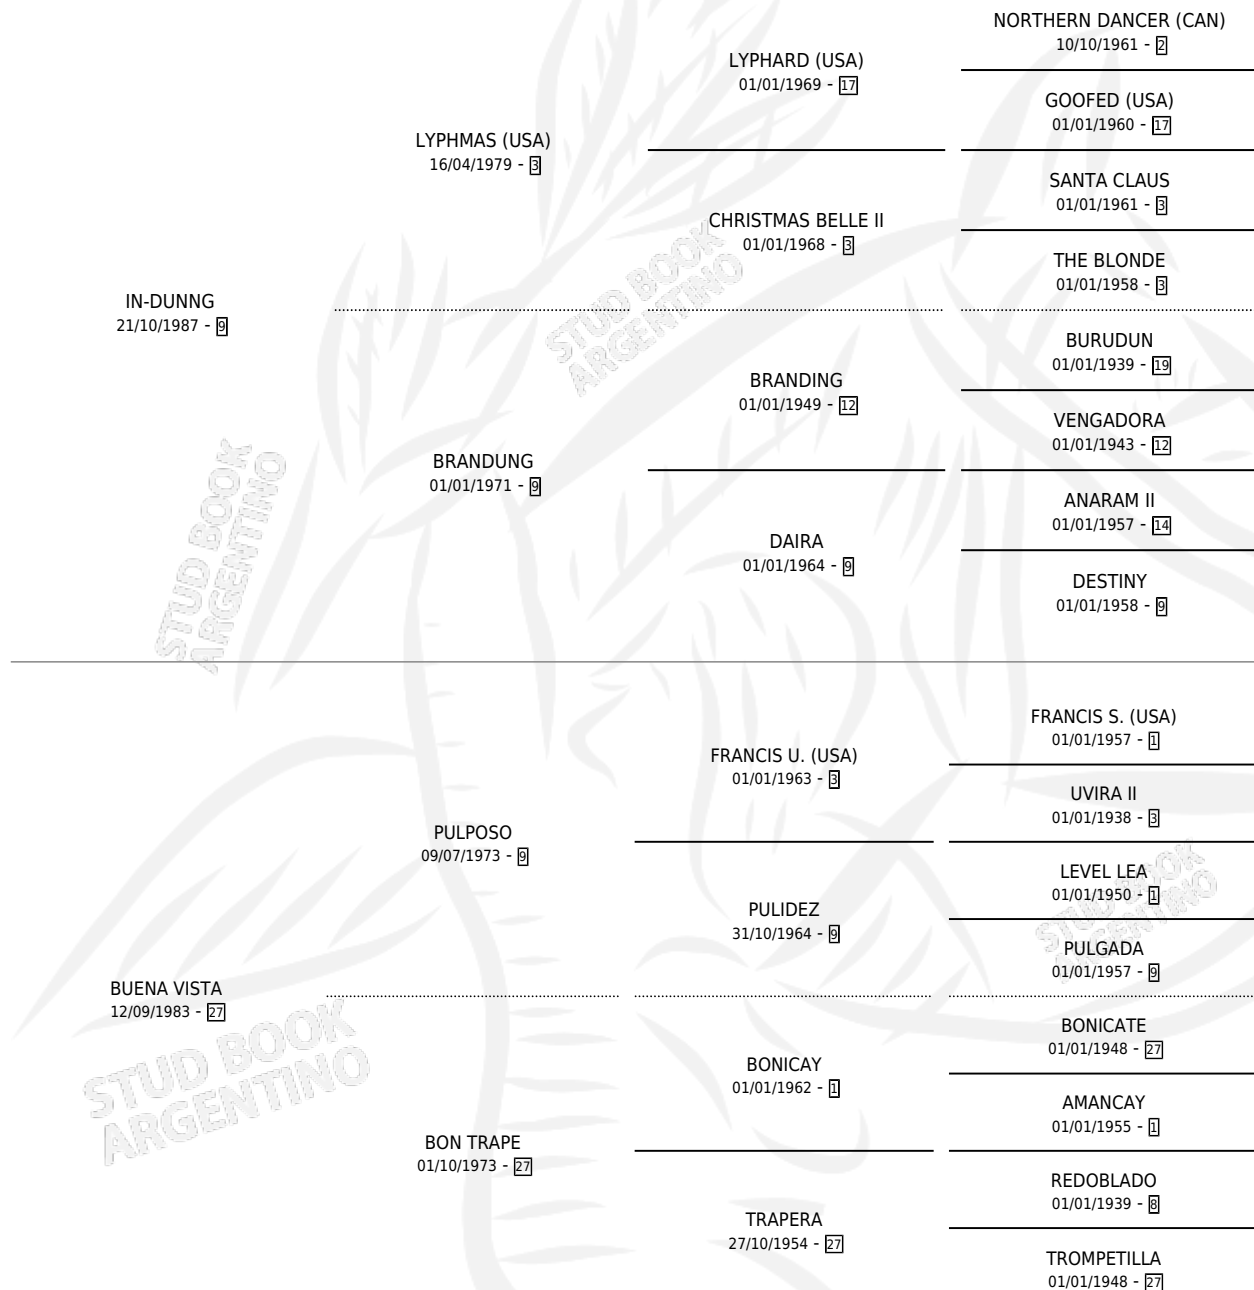 NORTHERN DANCER (CAN)
10/10/1961 - 2
LYPHARD (USA)
01/01/1969 - 17
GOOFED (USA)
01/01/1960 - 17
LYPHMAS (USA)
16/04/1979 - 3
SANTA CLAUS
01/01/1961 - 3
CHRISTMAS BELLE II
01/01/1968 - 3
THE BLONDE
01/01/1958 - 3
IN-DUNNG
21/10/1987 - 9
BURUDUN
01/01/1939 - 19
BRANDING
01/01/1949 - 12
VENGADORA
01/01/1943 - 12
BRANDUNG
01/01/1971 - 9
ANARAM II
01/01/1957 - 14
DAIRA
01/01/1964 - 9
DESTINY
01/01/1958 - 9
FRANCIS S. (USA)
01/01/1957 - 1
FRANCIS U. (USA)
01/01/1963 - 3
UVIRA II
01/01/1938 - 3
PULPOSO
09/07/1973 - 9
LEVEL LEA
01/01/1950 - 1
PULIDEZ
31/10/1964 - 9
PULGADA
01/01/1957 - 9
BUENA VISTA
12/09/1983 - 27
BONICATE
01/01/1948 - 27
BONICAY
01/01/1962 - 1
AMANCAY
01/01/1955 - 1
BON TRAPE
01/10/1973 - 27
REDOBLADO
01/01/1939 - 8
TRAPERA
27/10/1954 - 27
TROMPETILLA
01/01/1948 - 27
STUD BOOK
ARGENTINO
STUD BOOK
ARGENTINO
STUD BOOK
ARGENTINO
STUD BOOK
ARGENTINO